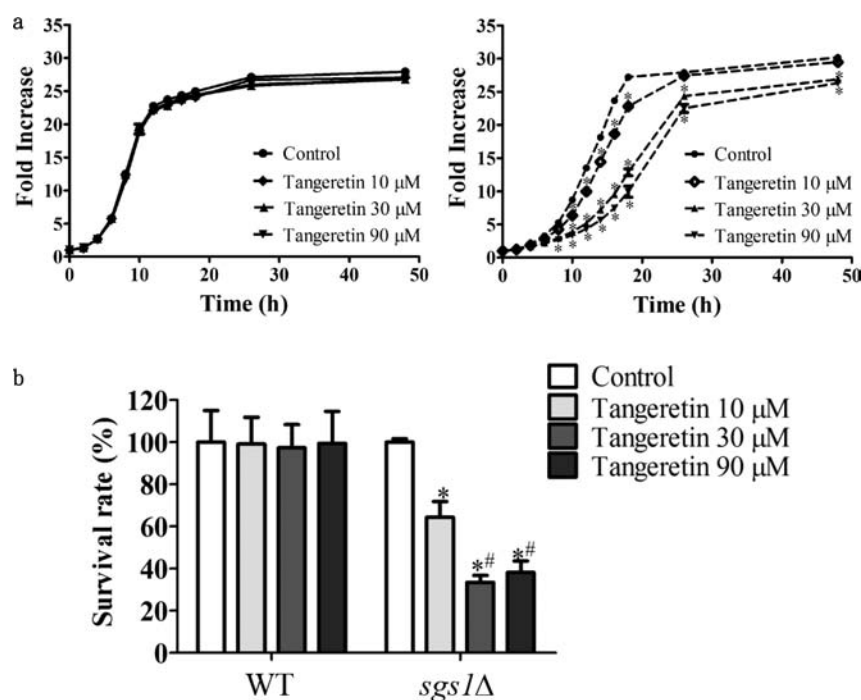 a
Fold Increase
35
30
25
20
15
10
5
0
0 10 20 30 40 50
Time (h)
Control
Tangeretin 10 μM
Tangeretin 30 μM
Tangeretin 90 μM
Fold Increase
35
30
25
20
15
10
5
0
0 10 20 30 40 50
Time (h)
Control
Tangeretin 10 μM
Tangeretin 30 μM
Tangeretin 90 μM
b
Survival rate (%)
120
100
80
60
40
20
0
WT sgs1Δ
* *# *#
Control
Tangeretin 10 μM
Tangeretin 30 μM
Tangeretin 90 μM